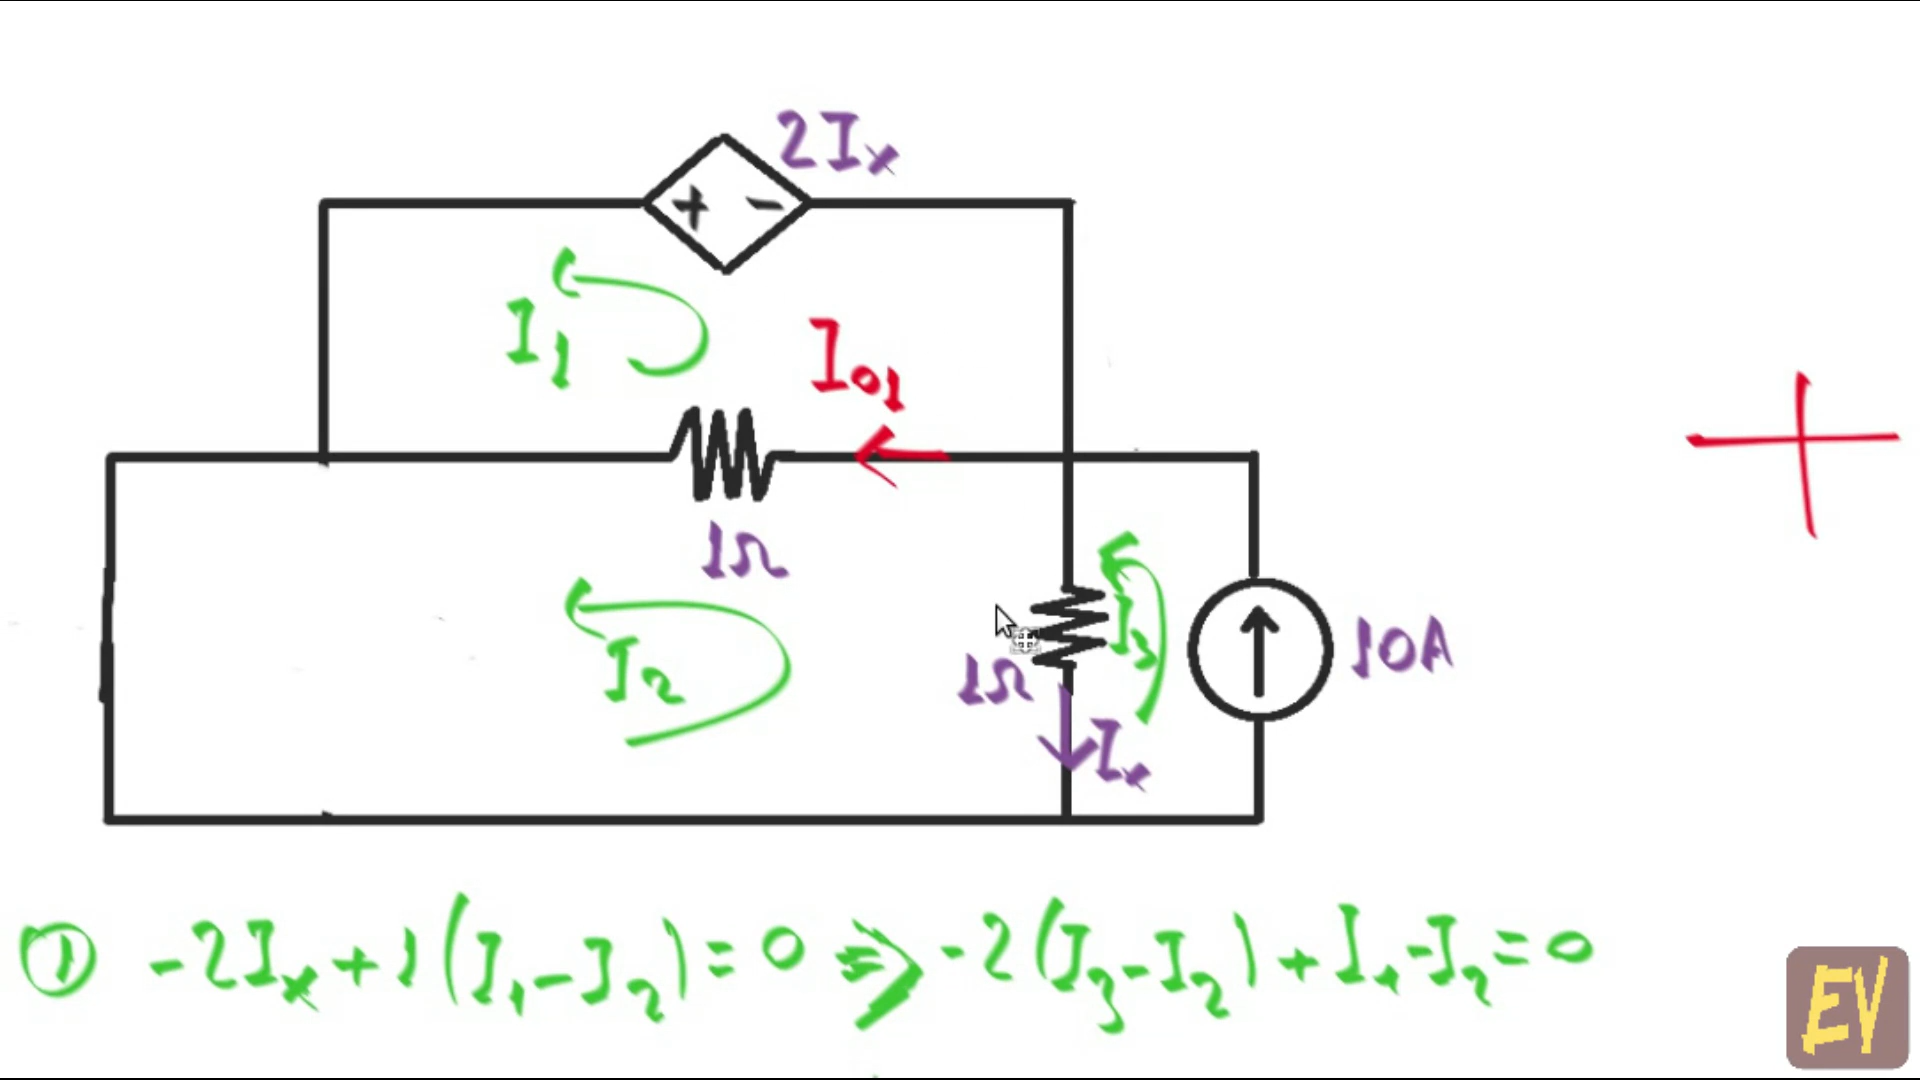 2Iₓ
+ -
I₁
I₀₁
1Ω
I₂
I₃
1Ω
10A
Iₓ
① -2Iₓ + 1(I₁ - I₂) = 0 ⇒ -2(I₃ - I₂) + I₁ - I₂ = 0
EV